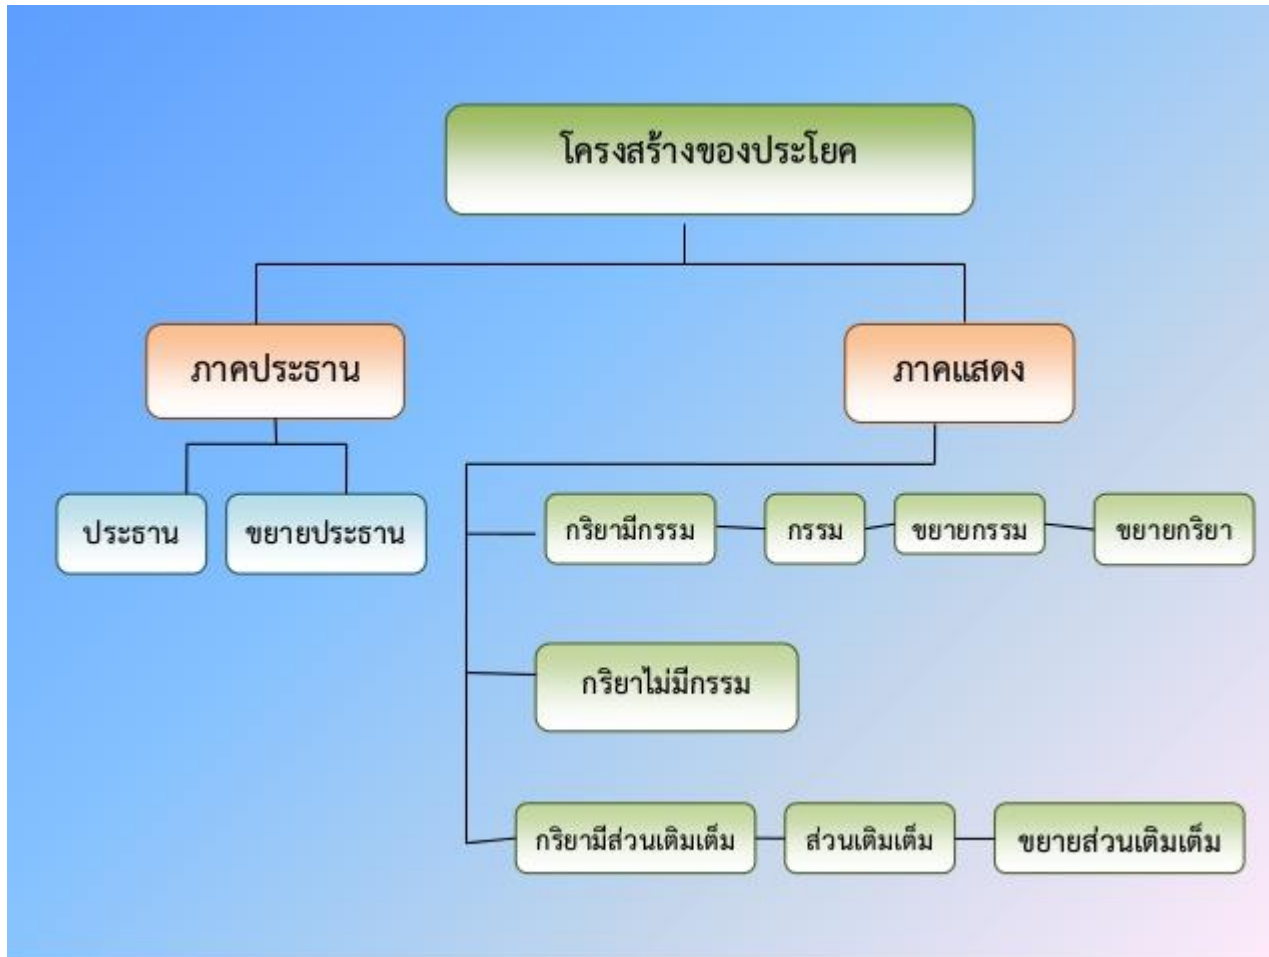 โครงสร้างของประโยค
ภาคประธาน
ภาคแสดง
ประธาน
ขยายประธาน
กริยามีกรรม
กรรม
ขยายกรรม
ขยายกริยา
กริยาไม่มีกรรม
กริยามีส่วนเติมเต็ม
ส่วนเติมเต็ม
ขยายส่วนเติมเต็ม